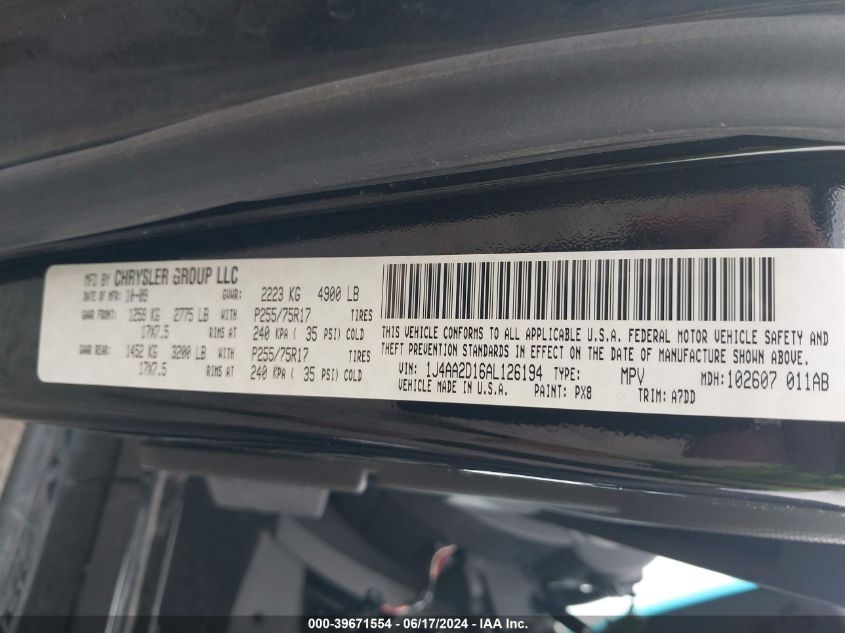 MFD BY CHRYSLER GROUP LLC
DATE OF MFR: 10-09 GVWR: 2223 KG 4900 LB
GAWR FRONT: 1259 KG 2775 LB WITH P255/75R17 TIRES
17X7.5 RIMS AT 240 KPA ( 35 PSI) COLD
GAWR REAR: 1452 KG 3200 LB WITH P255/75R17 TIRES
17X7.5 RIMS AT 240 KPA ( 35 PSI) COLD
THIS VEHICLE CONFORMS TO ALL APPLICABLE U.S.A. FEDERAL MOTOR VEHICLE SAFETY AND
THEFT PREVENTION STANDARDS IN EFFECT ON THE DATE OF MANUFACTURE SHOWN ABOVE.
VIN: 1J4AA2D16AL126194 TYPE: MPV MDH: 102607 011AB
VEHICLE MADE IN U.S.A. PAINT: PX8 TRIM: A7DD
000-39671554 - 06/17/2024 - IAA Inc.